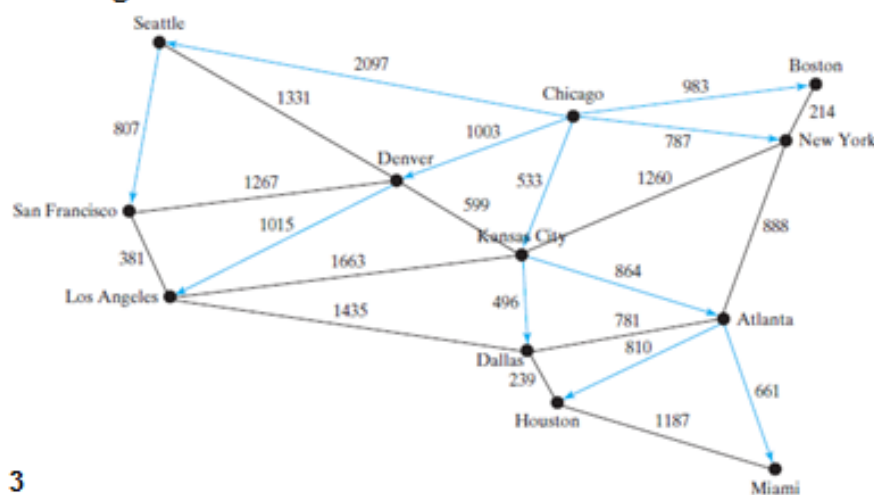 Seattle
2097
Boston
983
Chicago
1331
214
807
1003
787
New York
Denver
1267
533
1260
599
San Francisco
1015
Kansas City
888
381
1663
864
Los Angeles
496
1435
781
Atlanta
Dallas
810
239
661
Houston
1187
3
Miami